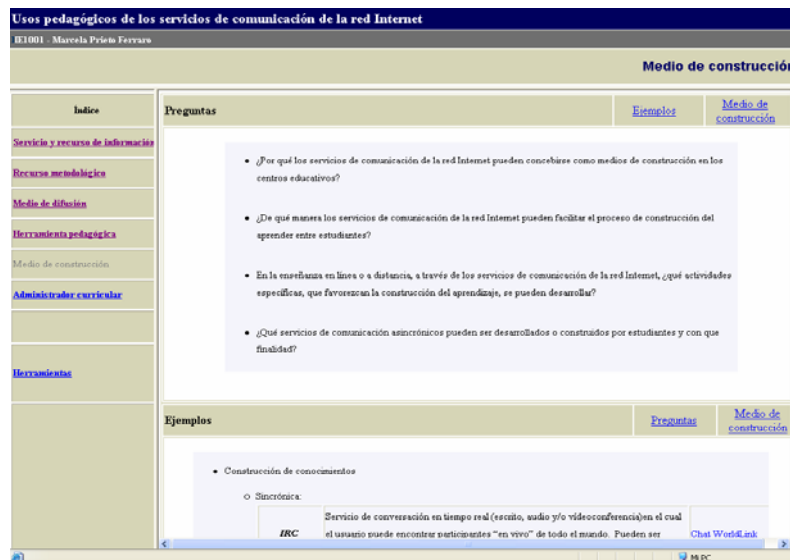 Usos pedagógicos de los servicios de comunicación de la red Internet
IE1001 - Marcela Prieto Ferraro
Medio de construcción
Índice
Servicio y recurso de información
Recurso metodológico
Medio de difusión
Herramienta pedagógica
Medio de construcción
Administrador curricular
Herramientas
Preguntas
Ejemplos
Medio de
construcción
¿Por qué los servicios de comunicación de la red Internet pueden concebirse como medios de construcción en los
centros educativos?
¿De qué manera los servicios de comunicación de la red Internet pueden facilitar el proceso de construcción del
aprender entre estudiantes?
En la enseñanza en línea o a distancia, a través de los servicios de comunicación de la red Internet, ¿qué actividades
específicas, que favorezcan la construcción del aprendizaje, se pueden desarrollar?
¿Qué servicios de comunicación asincrónicos pueden ser desarrollados o construidos por estudiantes y con que
finalidad?
Ejemplos
Preguntas
Medio de
construcción
Construcción de conocimientos
Sincrónica:
IRC
Servicio de conversación en tiempo real (escrito, audio y/o vídeoconferencia)en el cual
el usuario puede encontrar participantes "en vivo" de todo el mundo. Pueden ser
Chat WorldLink
Mi PC